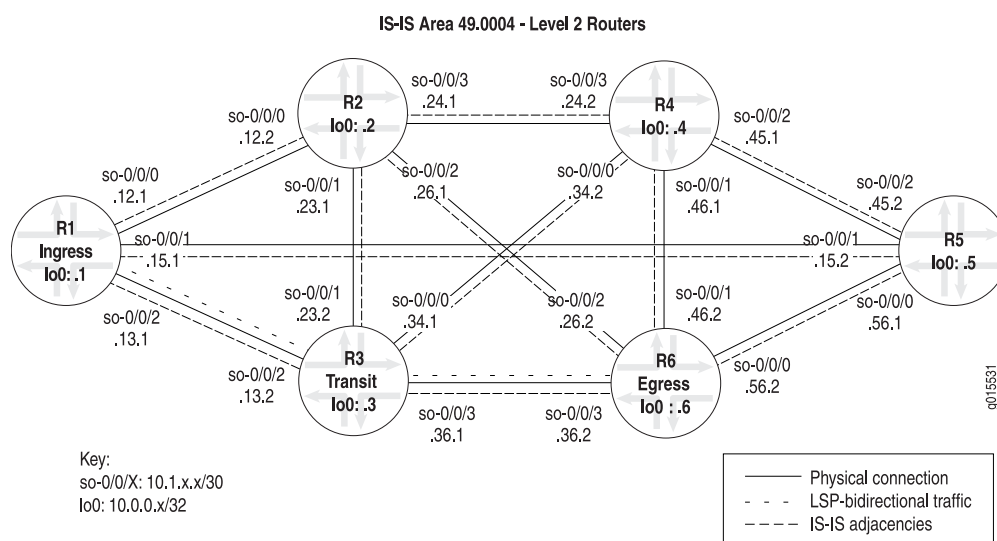 IS-IS Area 49.0004 - Level 2 Routers
so-0/0/3
.24.1
so-0/0/3
.24.2
R2
lo0: .2
R4
lo0: .4
so-0/0/0
.12.2
so-0/0/2
.45.1
so-0/0/0
.12.1
so-0/0/1
.23.1
so-0/0/2
.26.1
so-0/0/0
.34.2
so-0/0/1
.46.1
so-0/0/2
.45.2
R1
Ingress
lo0: .1
so-0/0/1
.15.1
so-0/0/1
.15.2
R5
lo0: .5
so-0/0/2
.13.1
so-0/0/1
.23.2
so-0/0/0
.34.1
so-0/0/2
.26.2
so-0/0/1
.46.2
so-0/0/0
.56.1
so-0/0/2
.13.2
R3
Transit
lo0: .3
R6
Egress
lo0 : .6
so-0/0/0
.56.2
so-0/0/3
.36.1
so-0/0/3
.36.2
g015531
Key:
so-0/0/X: 10.1.x.x/30
lo0: 10.0.0.x/32
Physical connection
LSP-bidirectional traffic
IS-IS adjacencies